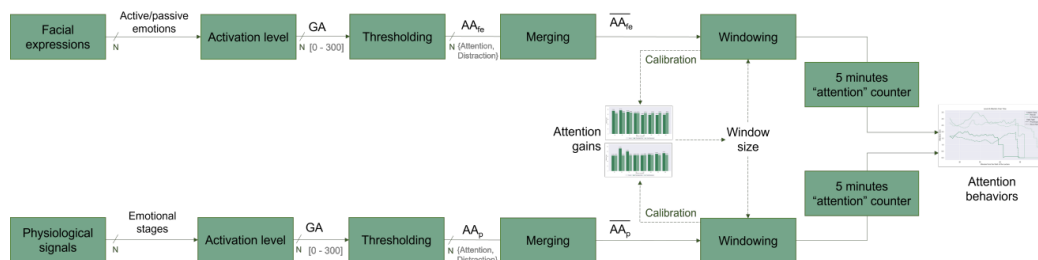 Facial
expressions
Active/passive
emotions
N
Activation level
GA
N [0 - 300]
Thresholding
AAfe
N {Attention,
Distraction}
Merging
AAfe
Windowing
Calibration
5 minutes
“attention” counter
Attention
gains
Window
size
Attention
behaviors
Physiological
signals
Emotional
stages
N
Activation level
GA
N [0 - 300]
Thresholding
AAp
N {Attention,
Distraction}
Merging
AAp
Calibration
Windowing
5 minutes
“attention” counter